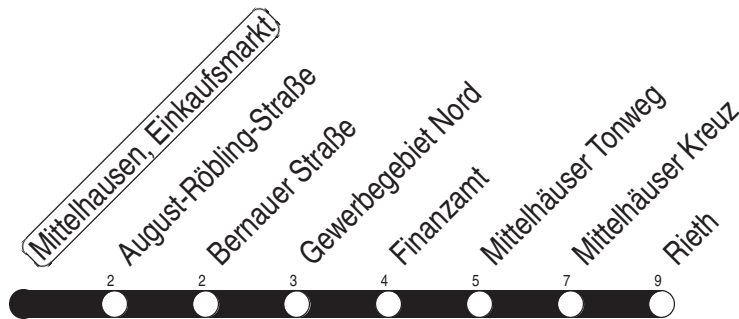 Mittelhausen, Einkaufsmarkt
August-Röbling-Straße
Bernauer Straße
Gewerbegebiet Nord
Finanzamt
Mittelhäuser Tonweg
Mittelhäuser Kreuz
Rieth
2 2 3 4 5 7 9